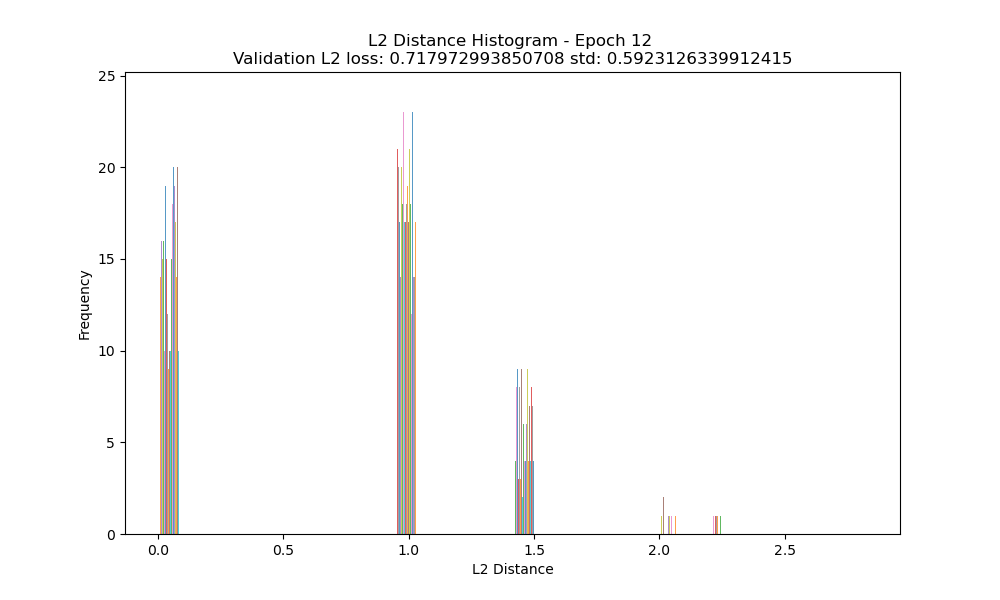 L2 Distance Histogram - Epoch 12
Validation L2 loss: 0.717972993850708 std: 0.5923126339912415
25
20
15
10
5
0
Frequency
0.0 0.5 1.0 1.5 2.0 2.5
L2 Distance